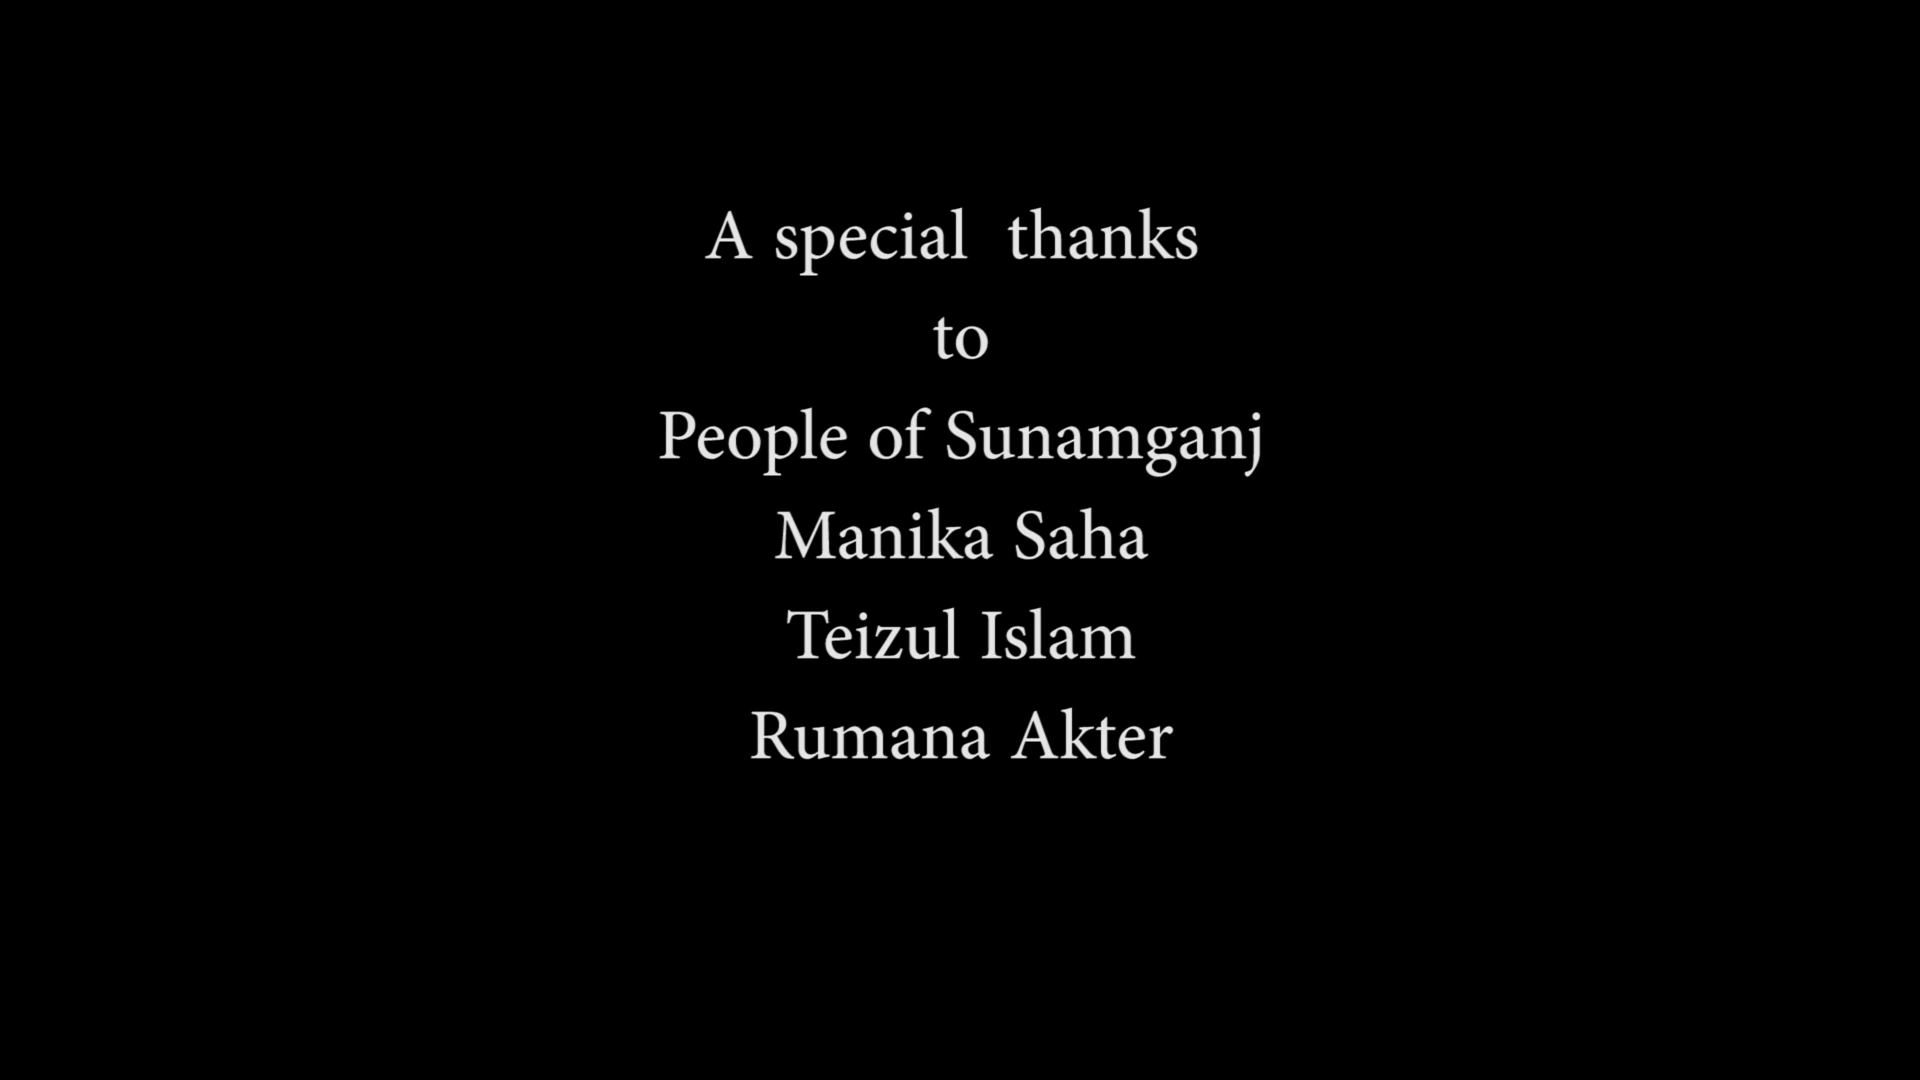 A special  thanks
to
People of Sunamganj
Manika Saha
Teizul Islam
Rumana Akter